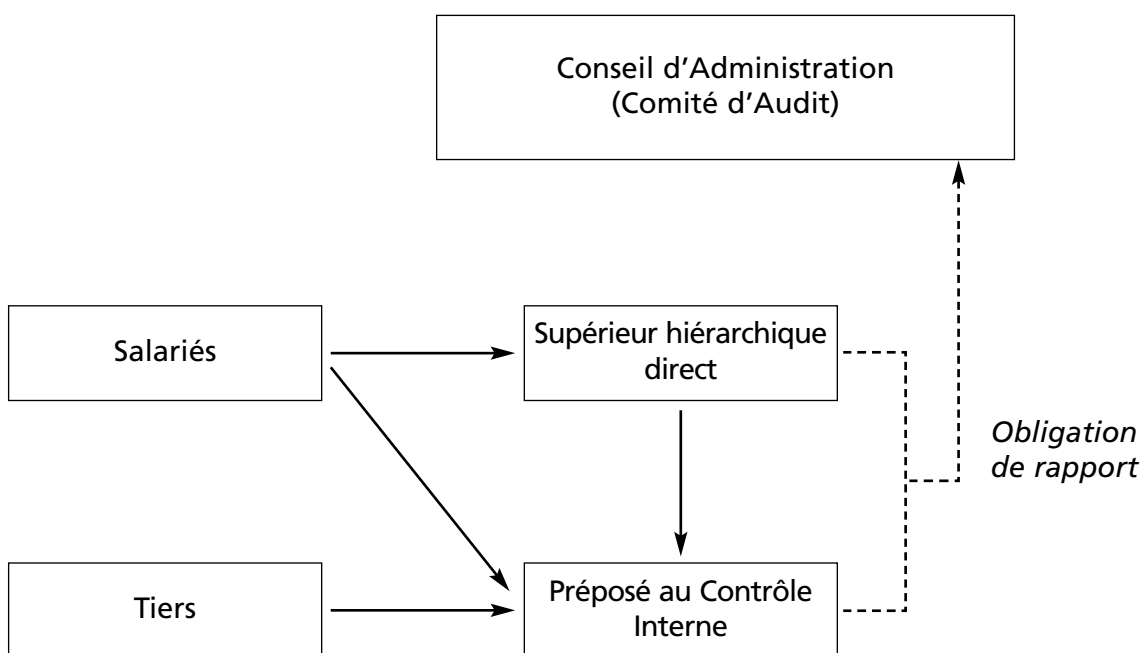 Conseil d’Administration
(Comité d’Audit)
Salariés
Supérieur hiérarchique
direct
Obligation
de rapport
Tiers
Préposé au Contrôle
Interne